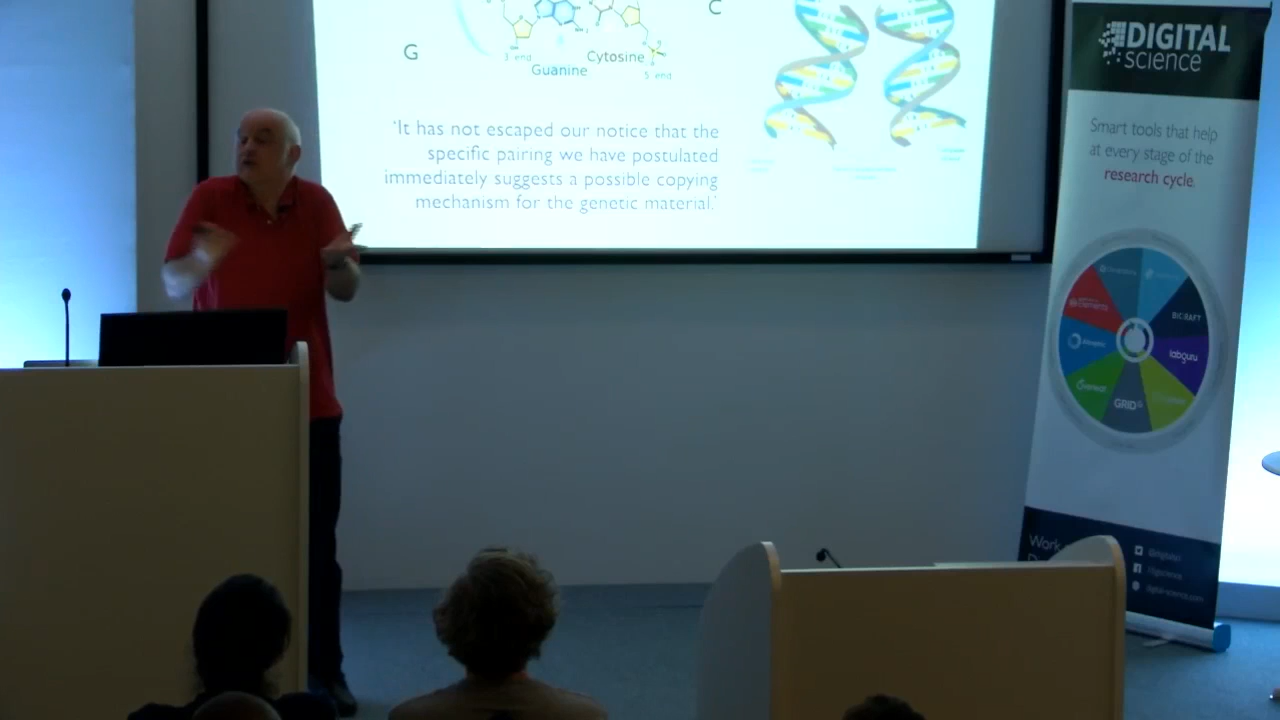 C
G
3' end
Cytosine
Guanine
5' end
'It has not escaped our notice that the
specific pairing we have postulated
immediately suggests a possible copying
mechanism for the genetic material.'
DIGITAL
science
Smart tools that help
at every stage of the
research cycle.
BIORAFT
labguru
GRID
Work